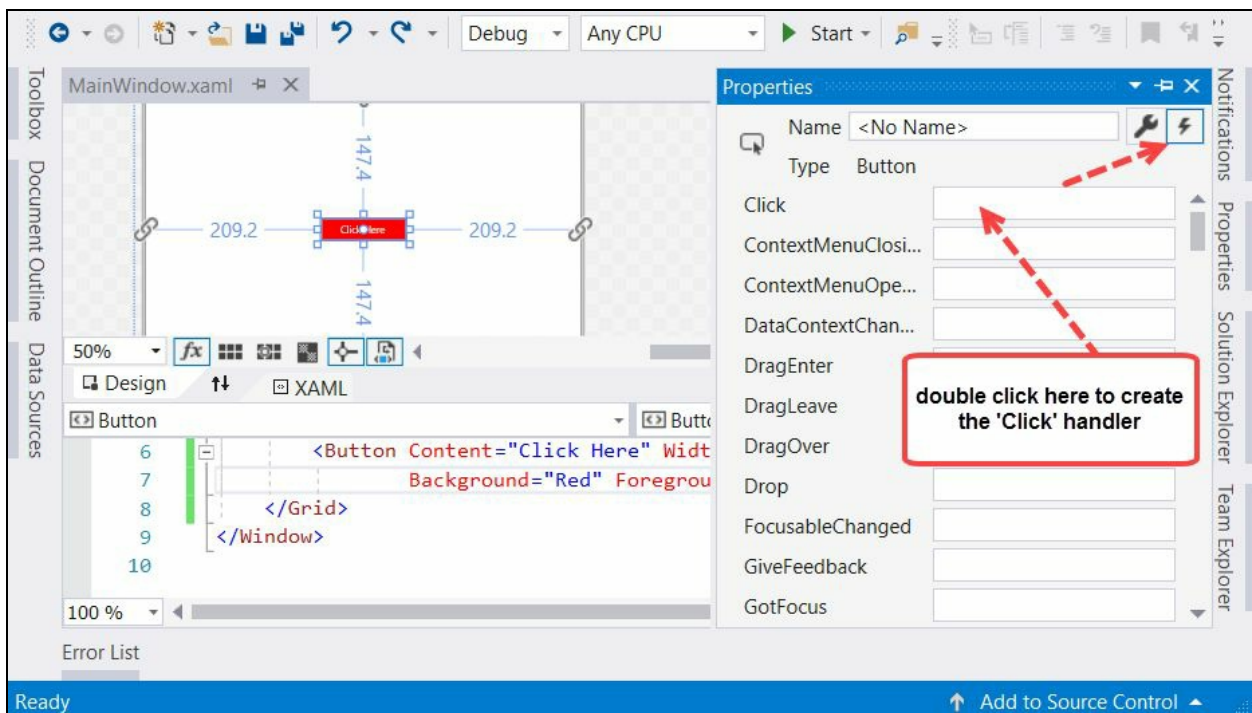 Debug
Any CPU
Start
Toolbox
Document Outline
Data Sources
MainWindow.xaml
147.4
209.2
Click Here
209.2
147.4
50%
fx
Design
XAML
Button
Butto
6 <Button Content="Click Here" Widt
7 Background="Red" Foregrou
8 </Grid>
9 </Window>
10
100 %
Error List
Ready
Add to Source Control
Properties
Name <No Name>
Type Button
Click
ContextMenuClosi...
ContextMenuOpe...
DataContextChan...
DragEnter
DragLeave
DragOver
Drop
FocusableChanged
GiveFeedback
GotFocus
double click here to create
the 'Click' handler
Notifications
Properties
Solution Explorer
Team Explorer